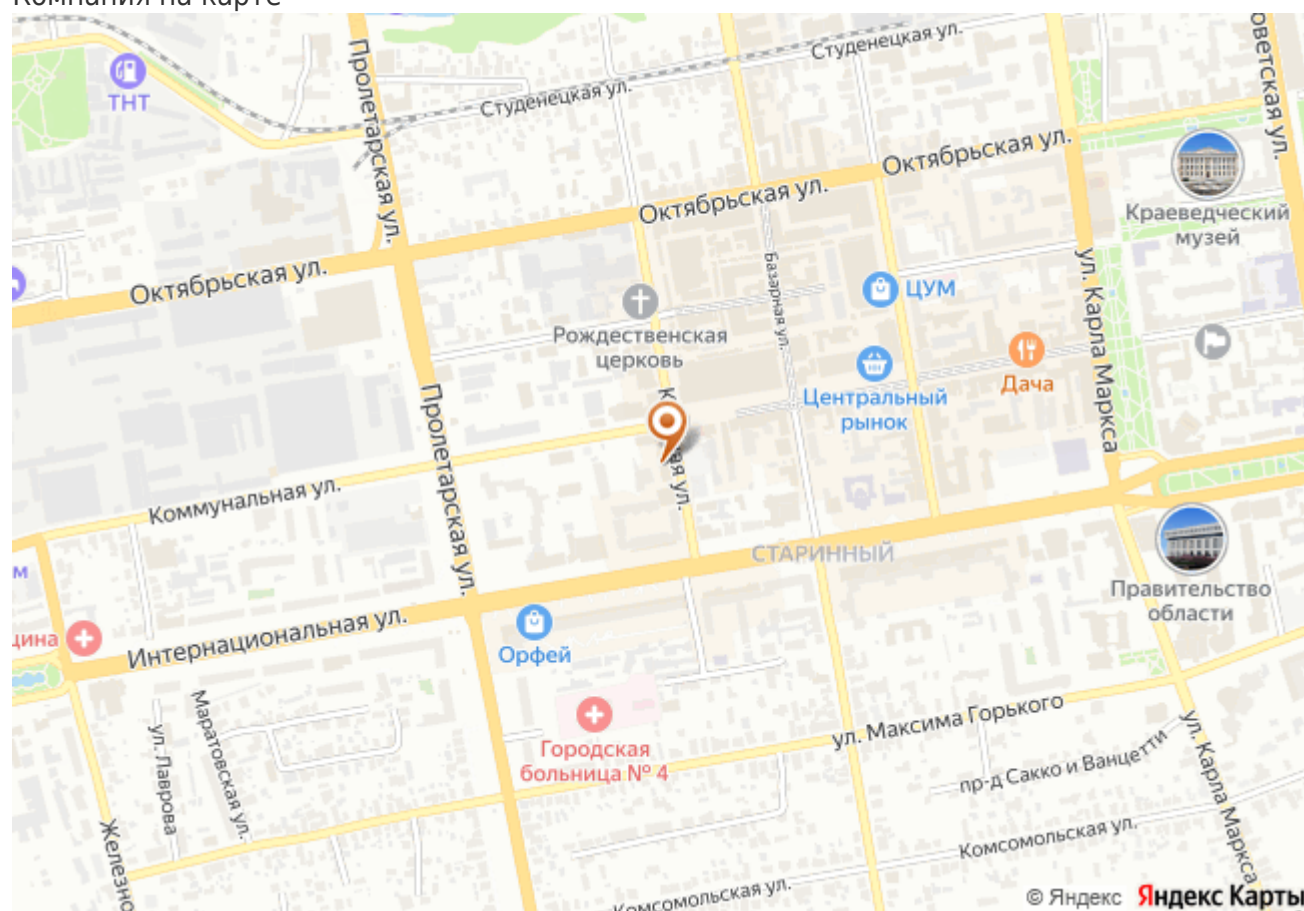 Компания на карте
Студенецкая ул.
ТНТ
Студенецкая ул.
Пролетарская ул.
Октябрьская ул.
Октябрьская ул.
Краеведческий
музей
Октябрьская ул.
Базарная ул.
ЦУМ
ул. Карла Маркса
Рождественская
церковь
Дача
Центральный
рынок
Пролетарская ул.
Коммунальная ул.
СТАРИННЫЙ
Правительство
области
Интернациональная ул.
Орфей
ул. Максима Горького
Городская
больница № 4
ул. Лаврова
Маратовская ул.
пр-д Сакко и Ванцетти
ул. Карла Маркса
Комсомольская ул.
Комсомольская ул.
© Яндекс Яндекс Карты